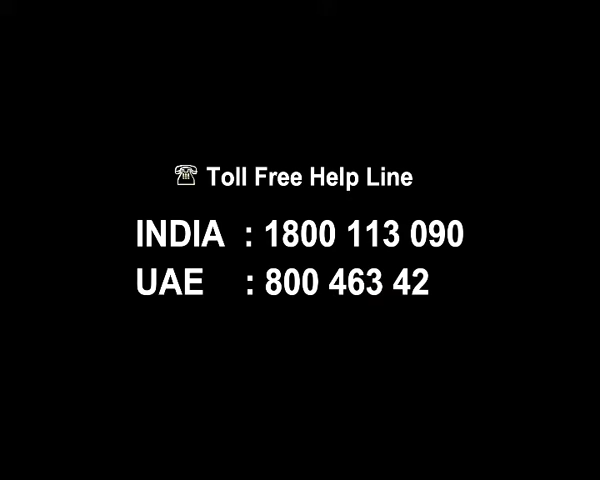 ☏ Toll Free Help Line
INDIA : 1800 113 090
UAE : 800 463 42